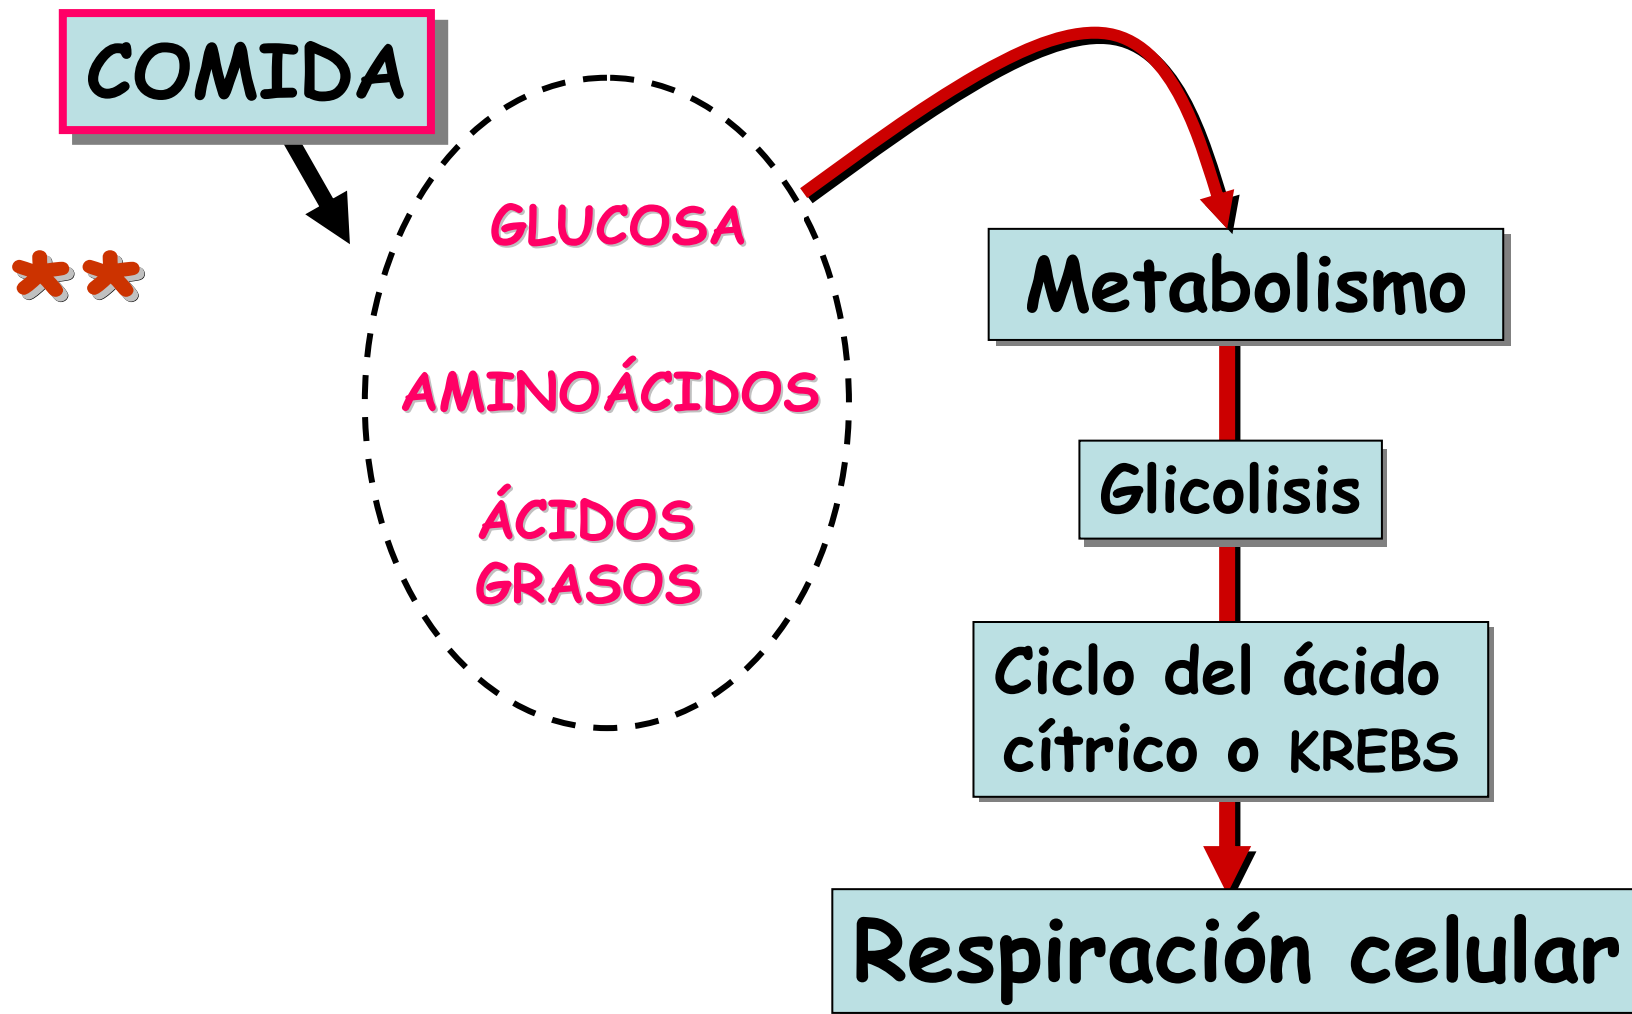 COMIDA
**
GLUCOSA
AMINOÁCIDOS
ÁCIDOS
GRASOS
Metabolismo
Glicolisis
Ciclo del ácido
cítrico o KREBS
Respiración celular